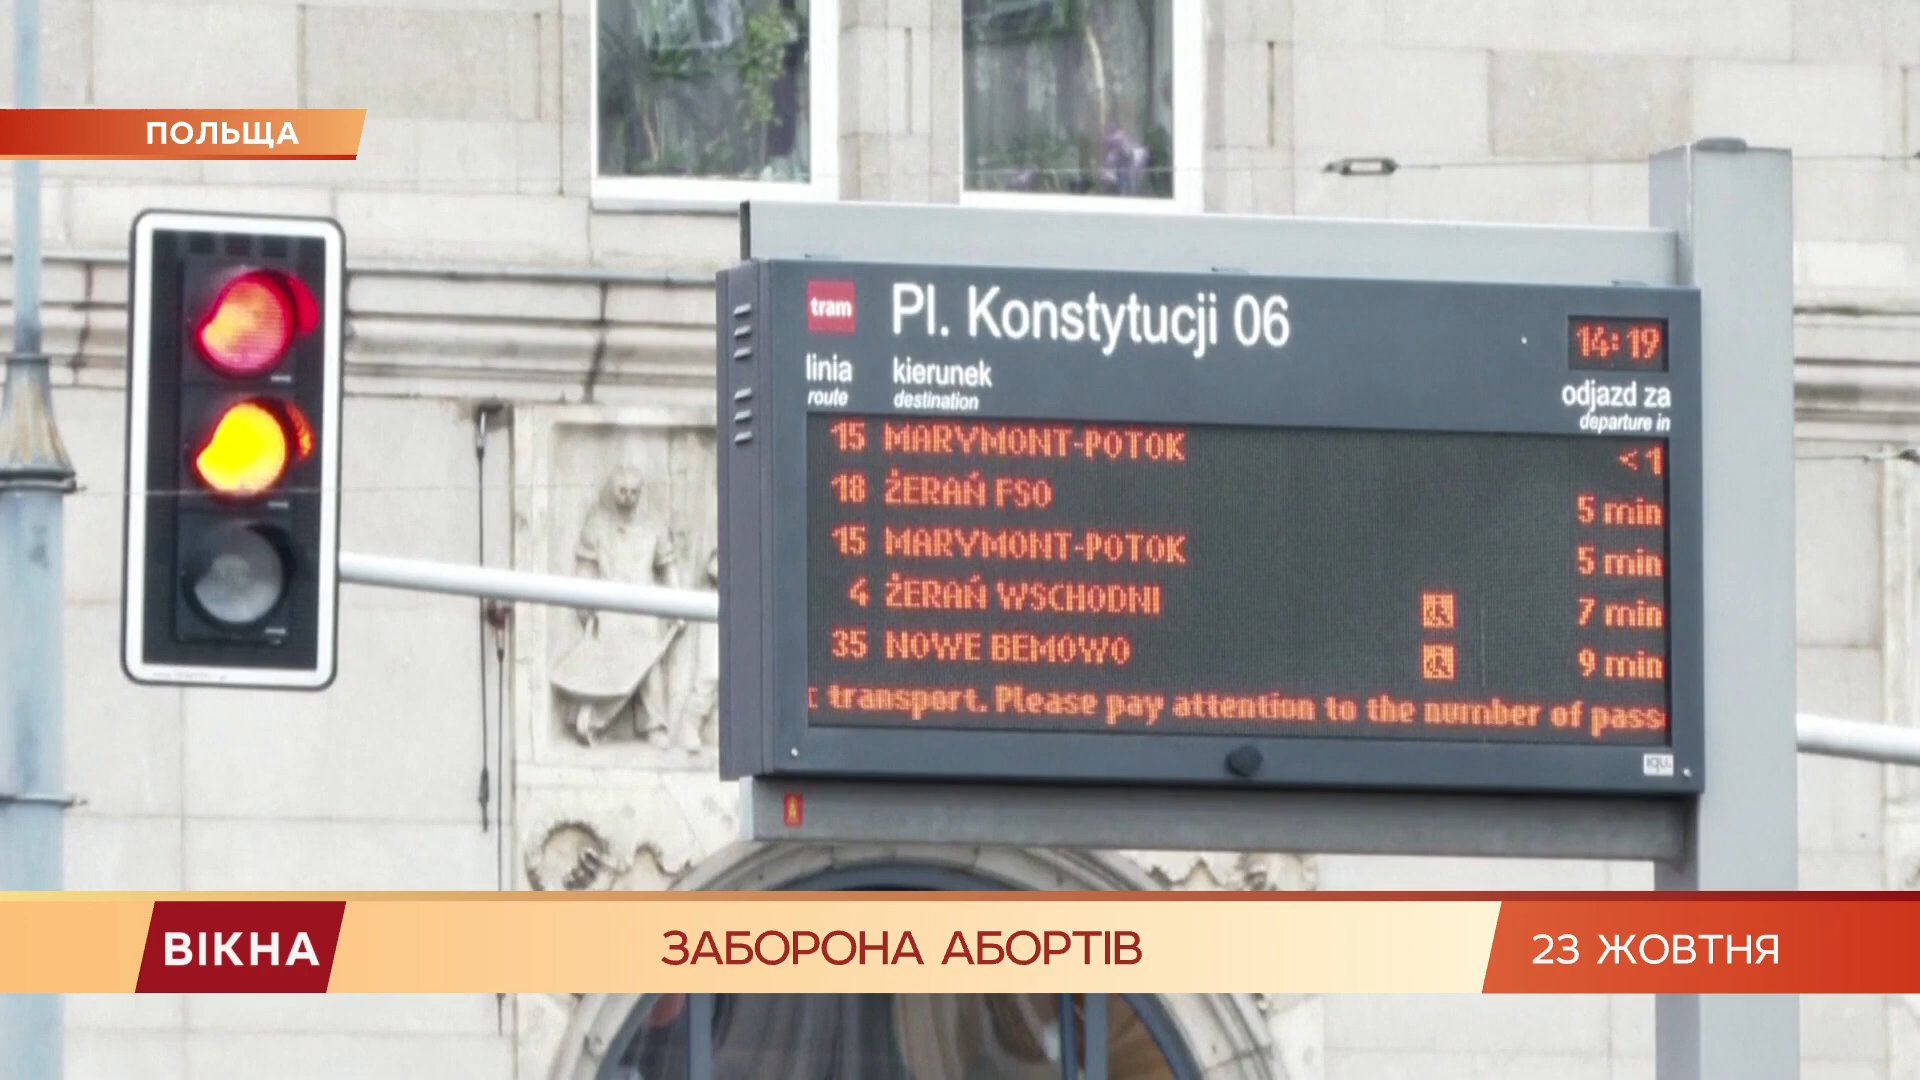 ПОЛЬЩА
tram Pl. Konstytucji 06
14:19
linia kierunek odjazd za
route destination departure in
15 MARYMONT-POTOK <1
18 ŻERAŃ FSO 5 min
15 MARYMONT-POTOK 5 min
4 ŻERAŃ WSCHODNI 7 min
35 NOWE BEMOWO 9 min
transport. Please pay attention to the number of pass
ВІКНА ЗАБОРОНА АБОРТІВ 23 ЖОВТНЯ